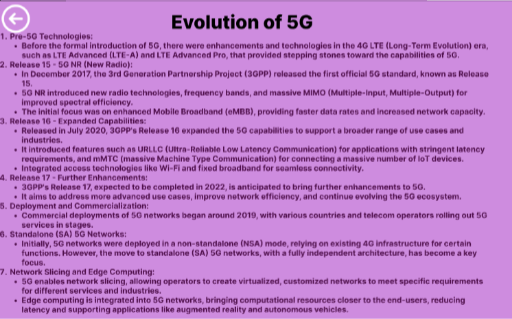 Evolution of 5G
1. Pre-5G Technologies:
• Before the formal introduction of 5G, there were enhancements and technologies in the 4G LTE (Long-Term Evolution) era,
such as LTE Advanced (LTE-A) and LTE Advanced Pro, that provided stepping stones toward the capabilities of 5G.
2. Release 15 - 5G NR (New Radio):
• In December 2017, the 3rd Generation Partnership Project (3GPP) released the first official 5G standard, known as Release
15.
• 5G NR introduced new radio technologies, frequency bands, and massive MIMO (Multiple-Input, Multiple-Output) for
improved spectral efficiency.
• The initial focus was on enhanced Mobile Broadband (eMBB), providing faster data rates and increased network capacity.
3. Release 16 - Expanded Capabilities:
• Released in July 2020, 3GPP's Release 16 expanded the 5G capabilities to support a broader range of use cases and
industries.
• It introduced features such as URLLC (Ultra-Reliable Low Latency Communication) for applications with stringent latency
requirements, and mMTC (massive Machine Type Communication) for connecting a massive number of IoT devices.
• Integrated access technologies like Wi-Fi and fixed broadband for seamless connectivity.
4. Release 17 - Further Enhancements:
• 3GPP's Release 17, expected to be completed in 2022, is anticipated to bring further enhancements to 5G.
• It aims to address more advanced use cases, improve network efficiency, and continue evolving the 5G ecosystem.
5. Deployment and Commercialization:
• Commercial deployments of 5G networks began around 2019, with various countries and telecom operators rolling out 5G
services in stages.
6. Standalone (SA) 5G Networks:
• Initially, 5G networks were deployed in a non-standalone (NSA) mode, relying on existing 4G infrastructure for certain
functions. However, the move to standalone (SA) 5G networks, with a fully independent architecture, has become a key
focus.
7. Network Slicing and Edge Computing:
• 5G enables network slicing, allowing operators to create virtualized, customized networks to meet specific requirements
for different services and industries.
• Edge computing is integrated into 5G networks, bringing computational resources closer to the end-users, reducing
latency and supporting applications like augmented reality and autonomous vehicles.